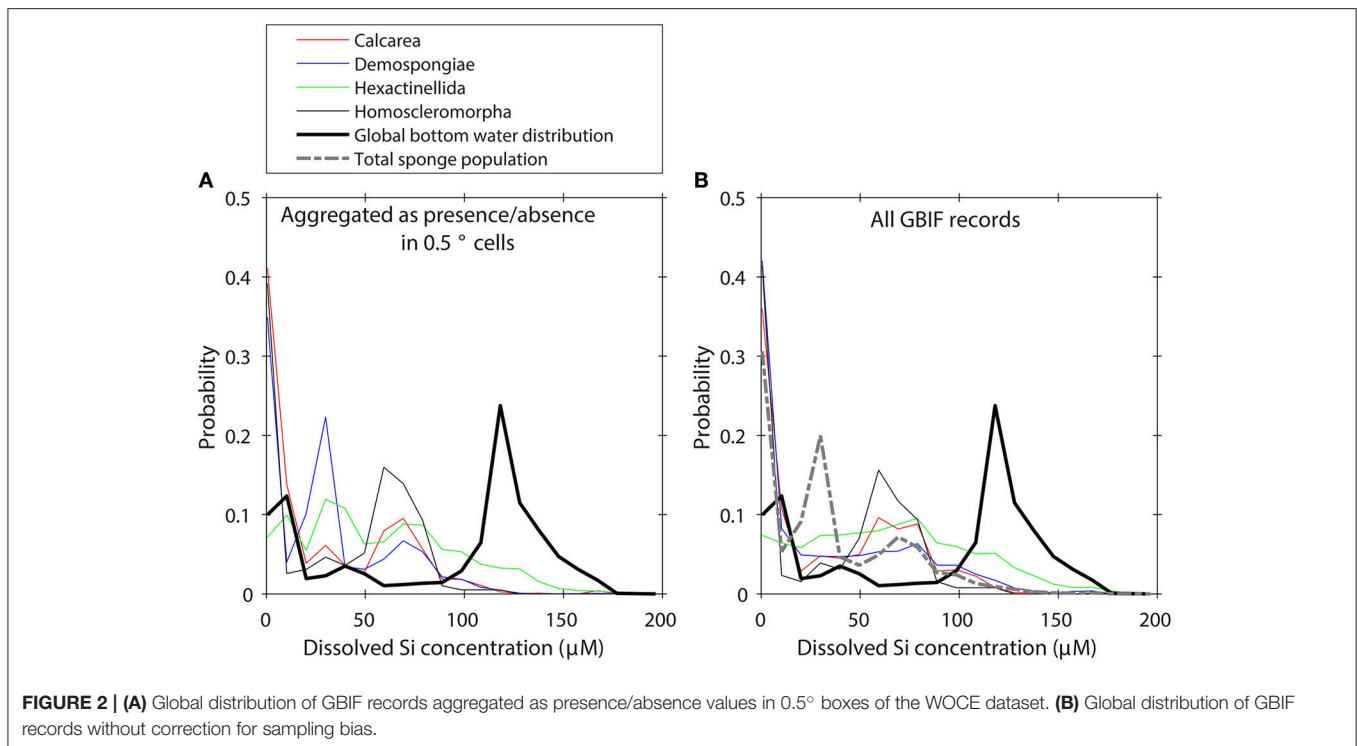 Calcarea
Demospongiae
Hexactinellida
Homoscleromorpha
Global bottom water distribution
Total sponge population
A
B
0.5
0.4
0.3
0.2
0.1
0
Probability
Aggregated as presence/absence
in 0.5 ° cells
0 50 100 150 200
Dissolved Si concentration (μM)
0.5
0.4
0.3
0.2
0.1
0
Probability
All GBIF records
0 50 100 150 200
Dissolved Si concentration (μM)
FIGURE 2 | (A) Global distribution of GBIF records aggregated as presence/absence values in 0.5° boxes of the WOCE dataset. (B) Global distribution of GBIF
records without correction for sampling bias.